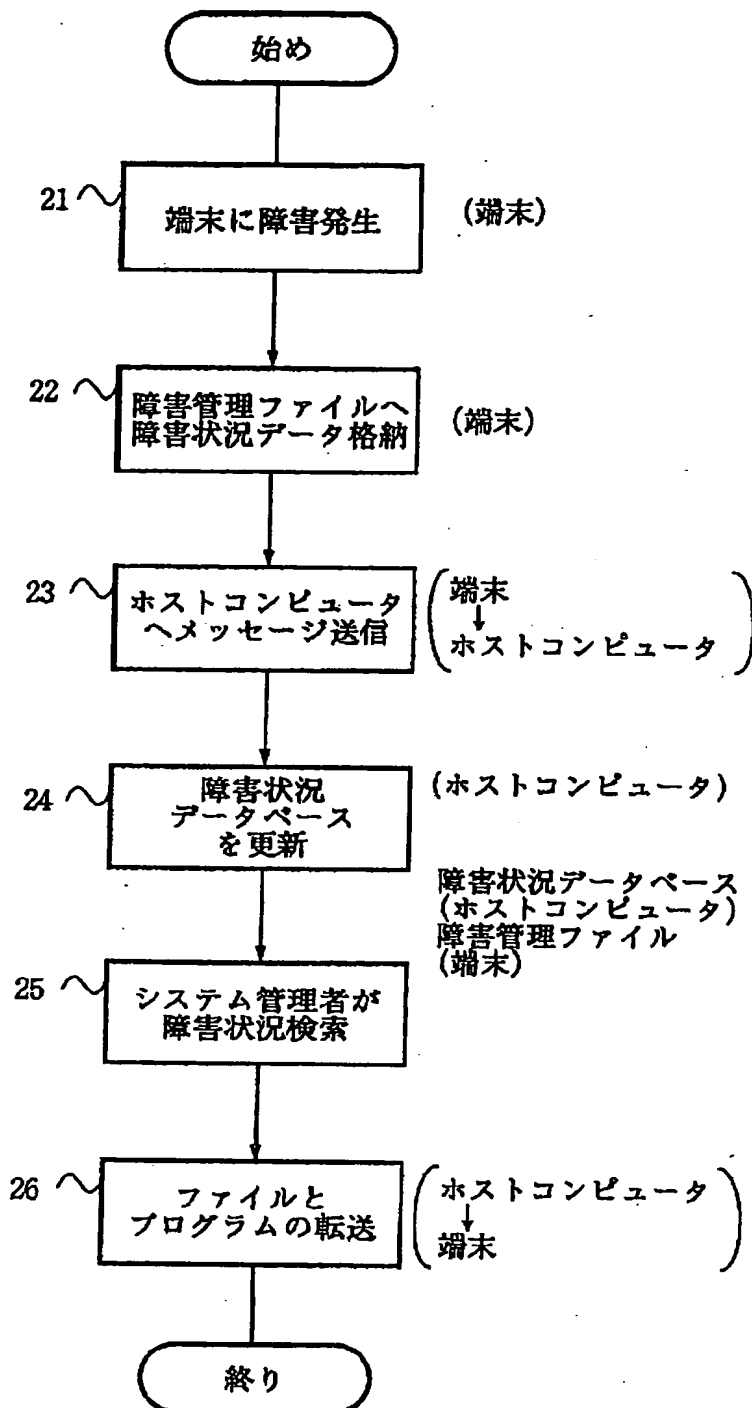 始め
21
端末に障害発生
(端末)
22
障害管理ファイルへ
障害状況データ格納
(端末)
23
ホストコンピュータ
へメッセージ送信
端末
↓
ホストコンピュータ
24
障害状況
データベース
を更新
(ホストコンピュータ)
障害状況データベース
(ホストコンピュータ)
障害管理ファイル
(端末)
25
システム管理者が
障害状況検索
26
ファイルと
プログラムの転送
ホストコンピュータ
↓
端末
終り